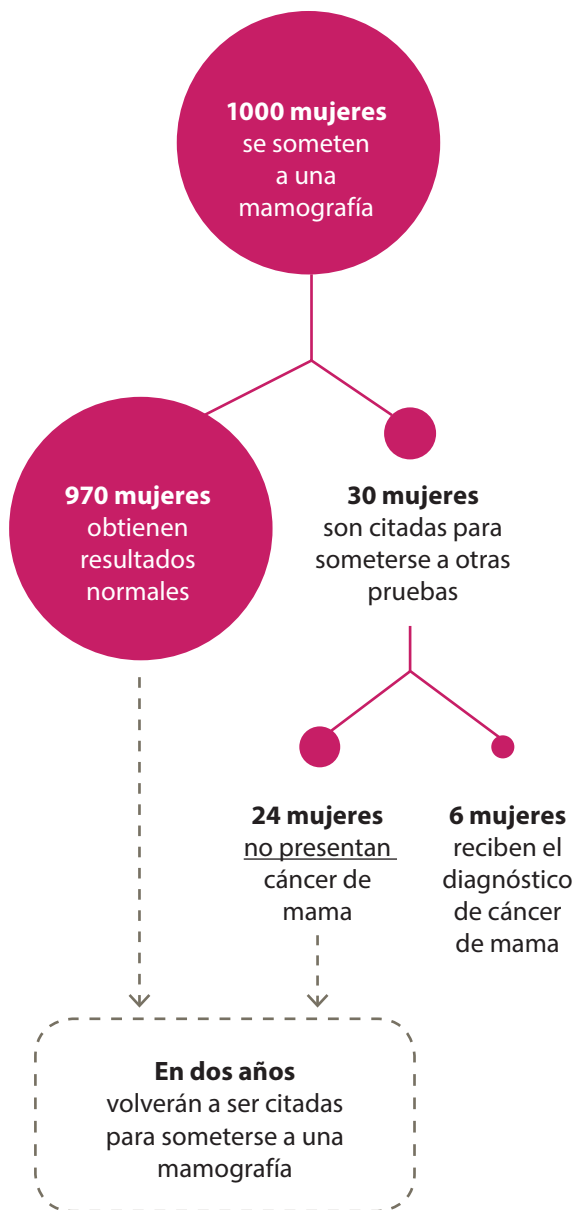 1000 mujeres
se someten
a una
mamografía
970 mujeres
obtienen
resultados
normales
30 mujeres
son citadas para
someterse a otras
pruebas
24 mujeres
no presentan
cáncer de
mama
6 mujeres
reciben el
diagnóstico
de cáncer
de mama
En dos años
volverán a ser citadas
para someterse a una
mamografía